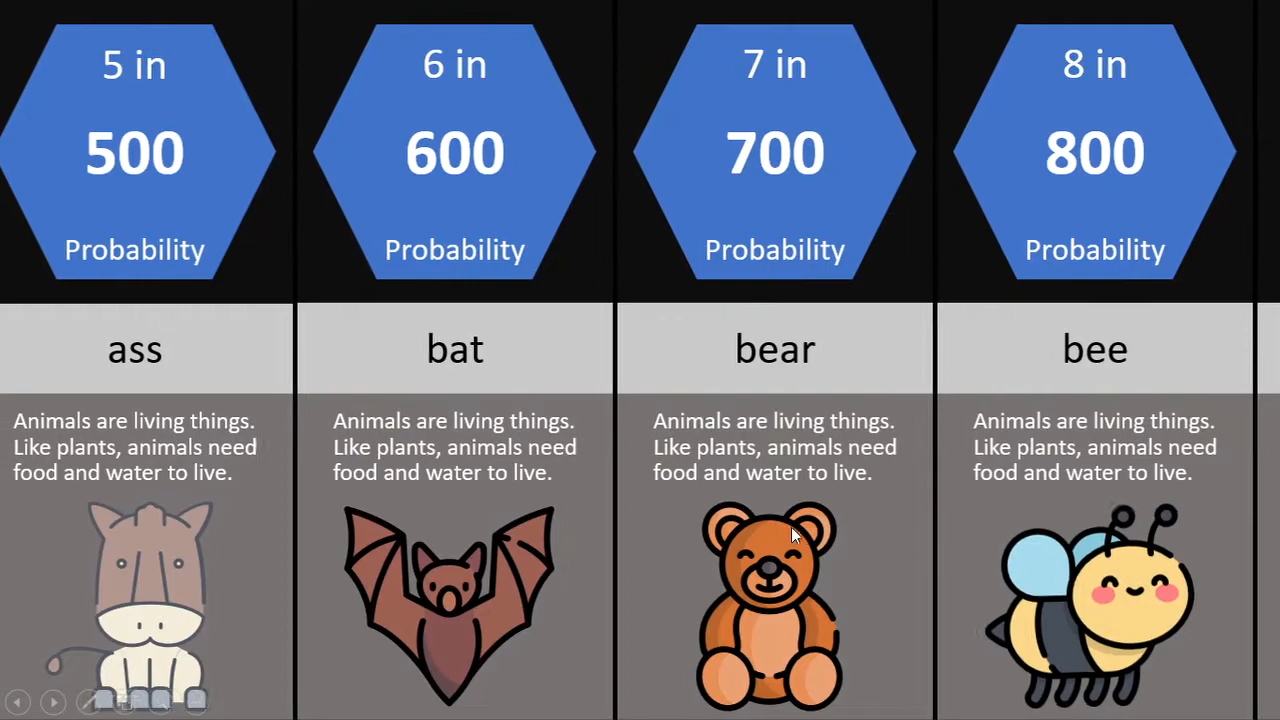 5 in
500
Probability
ass
Animals are living things.
Like plants, animals need
food and water to live.
6 in
600
Probability
bat
Animals are living things.
Like plants, animals need
food and water to live.
7 in
700
Probability
bear
Animals are living things.
Like plants, animals need
food and water to live.
8 in
800
Probability
bee
Animals are living things.
Like plants, animals need
food and water to live.